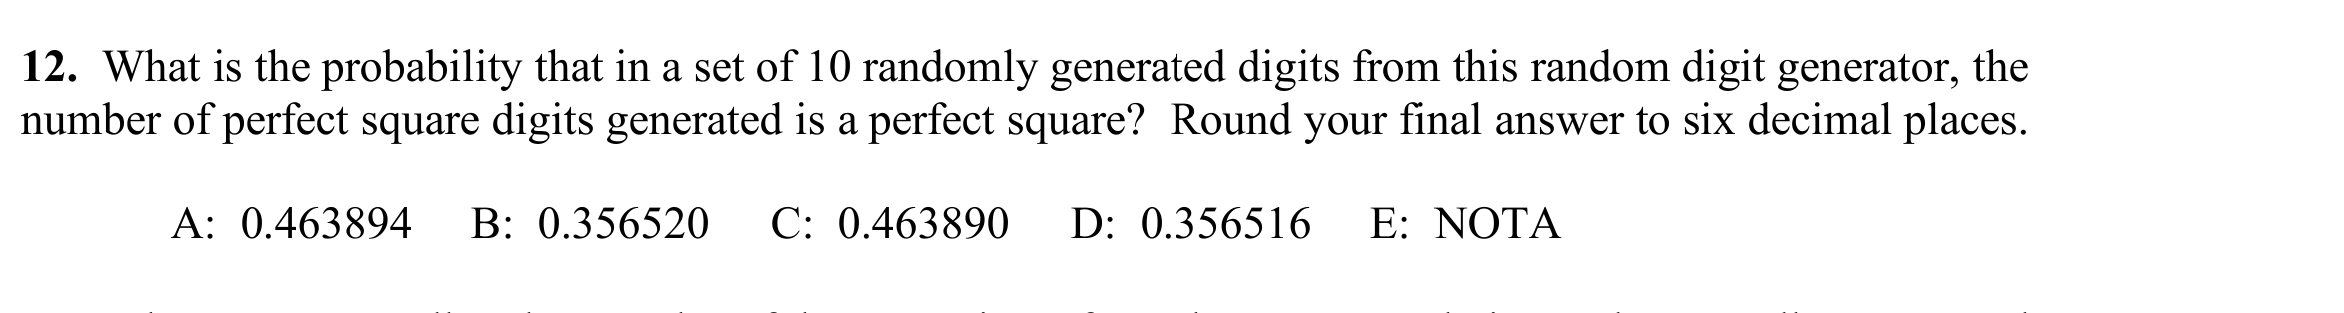 12. What is the probability that in a set of 10 randomly generated digits from this random digit generator, the
number of perfect square digits generated is a perfect square? Round your final answer to six decimal places.
A: 0.463894 B: 0.356520 C: 0.463890 D: 0.356516 E: NOTA